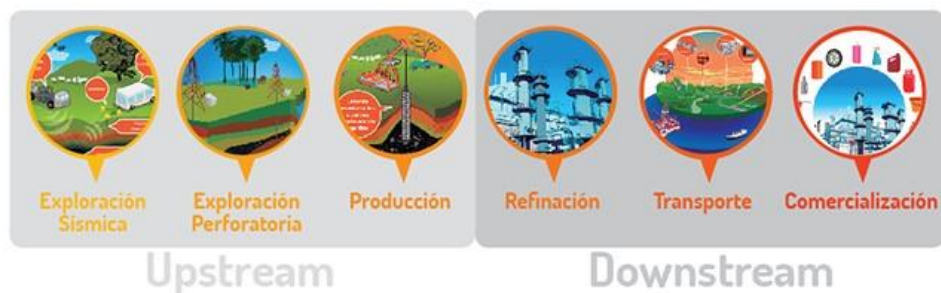 Exploración
Sísmica
Exploración
Perforatoria
Producción
Refinación
Transporte
Comercialización
Upstream
Downstream